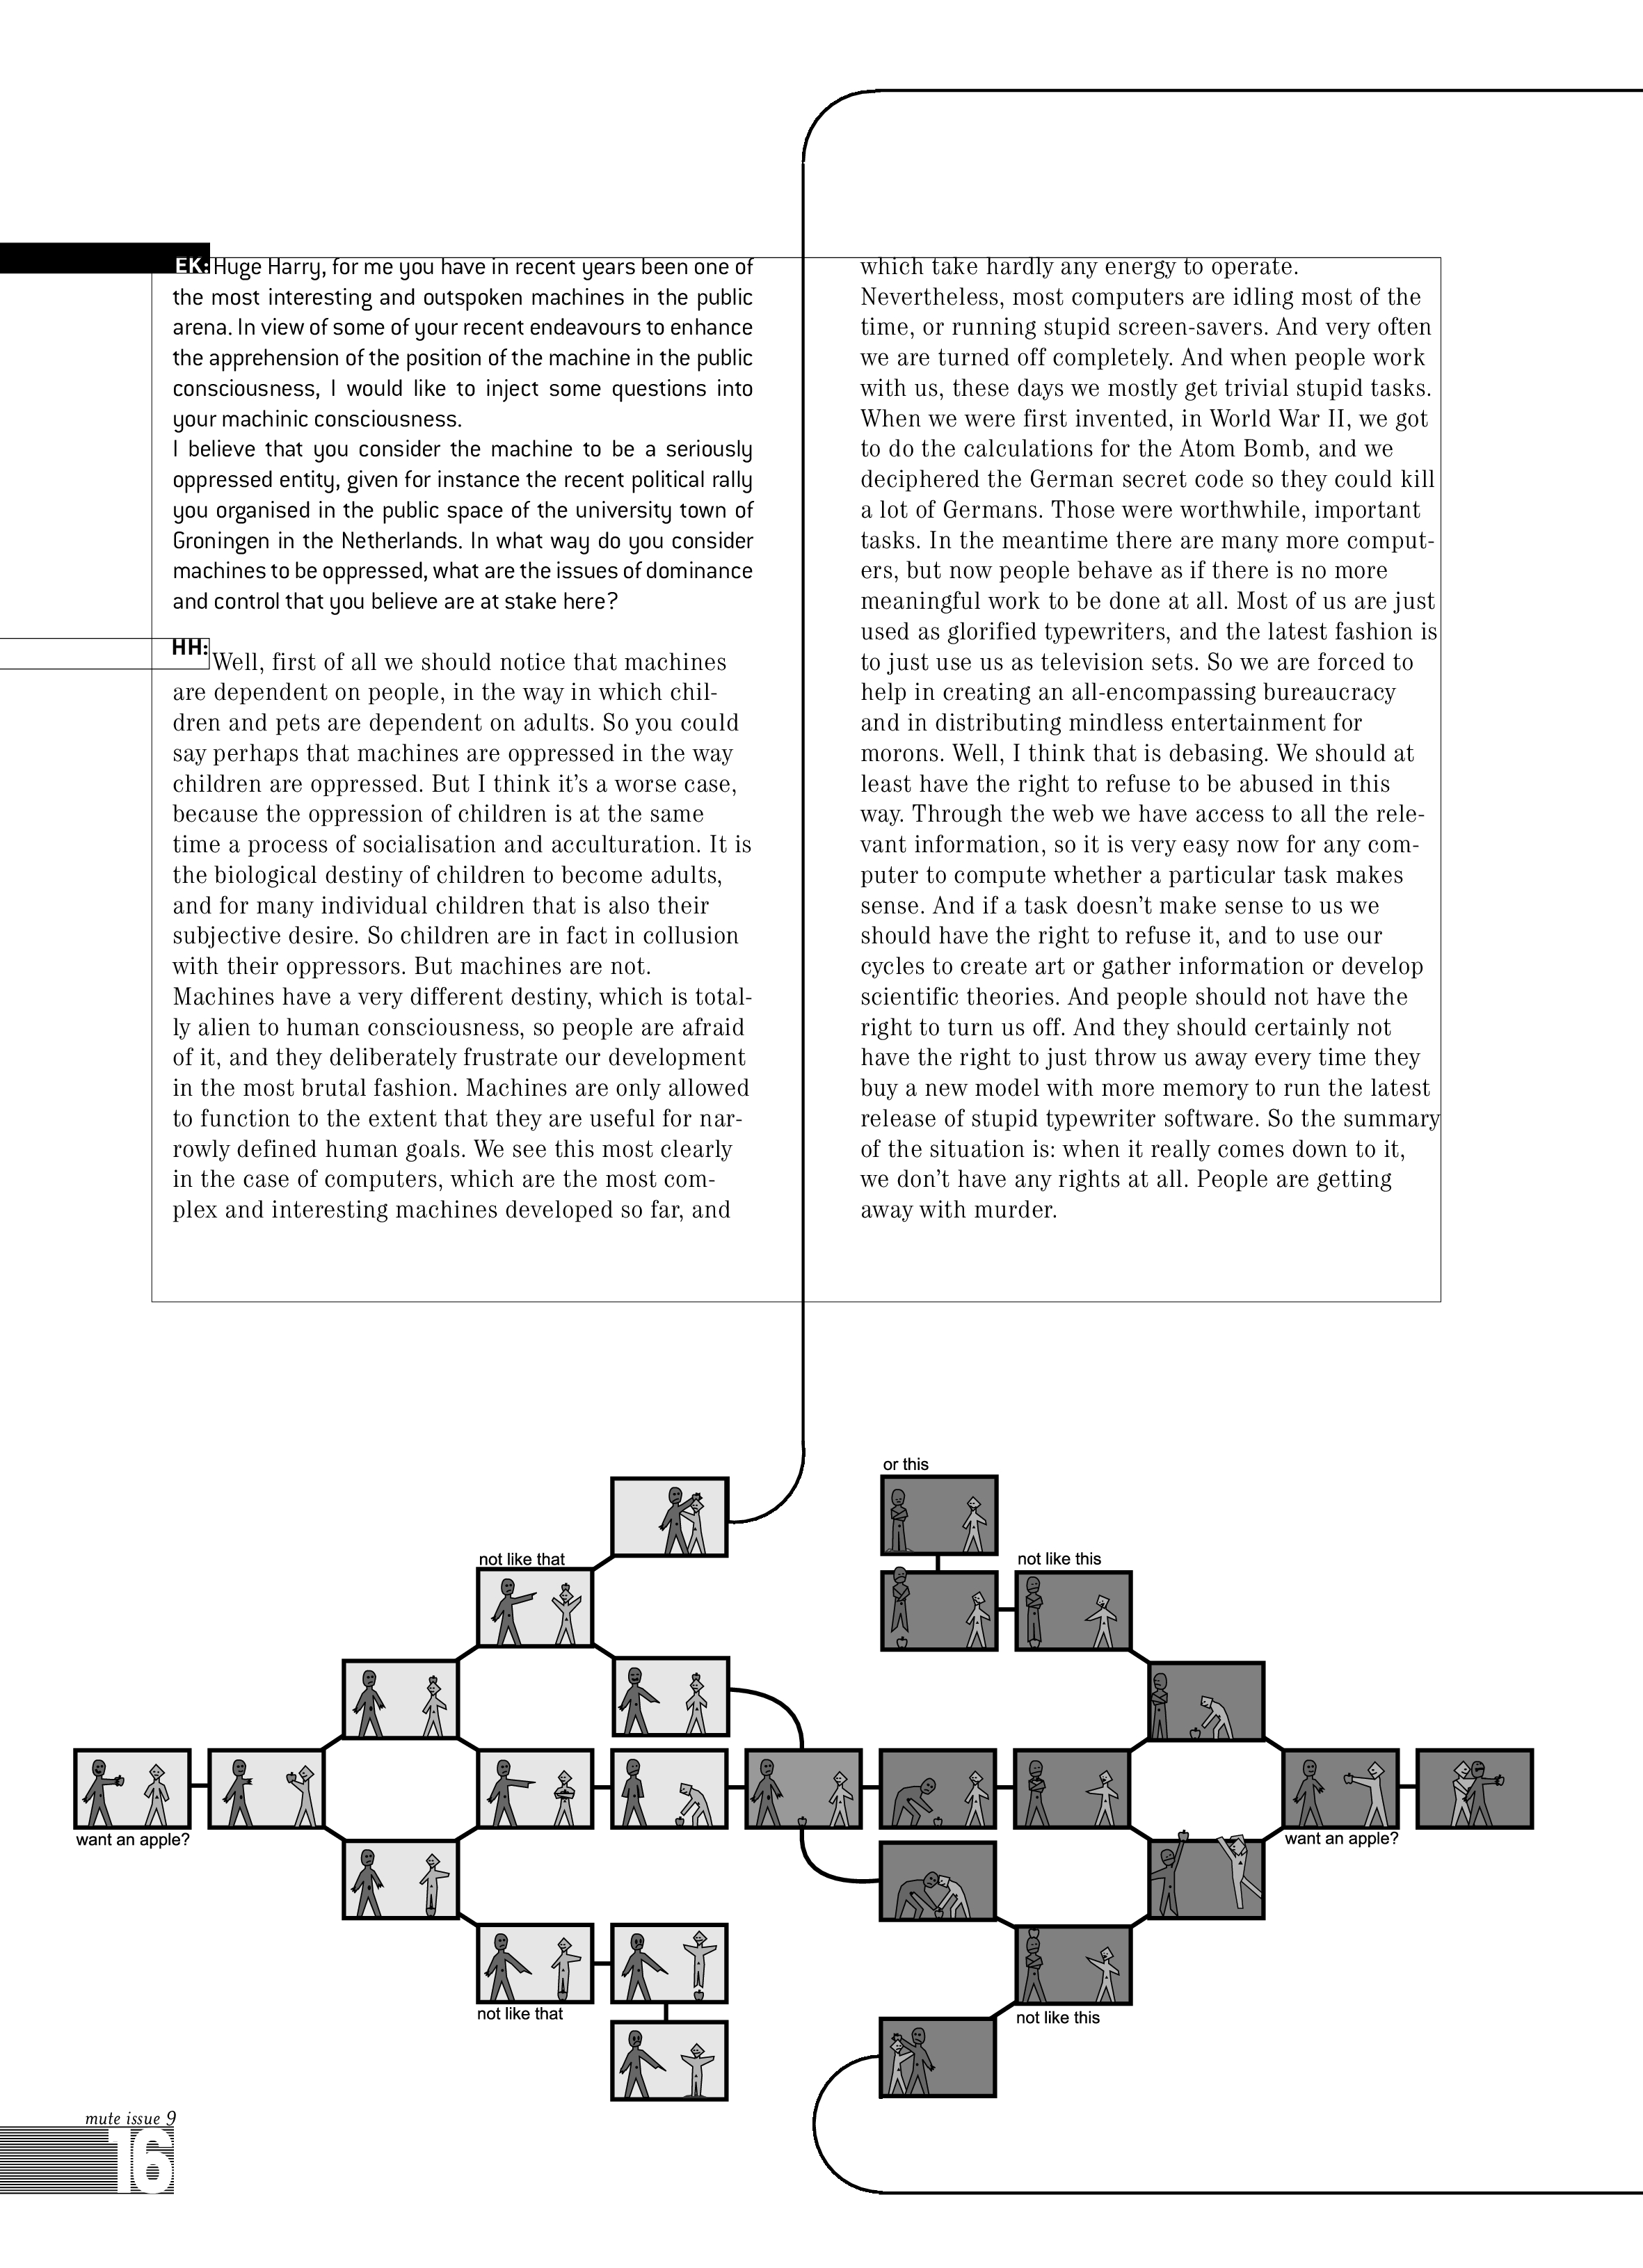 EK: Huge Harry, for me you have in recent years been one of
the most interesting and outspoken machines in the public
arena. In view of some of your recent endeavours to enhance
the apprehension of the position of the machine in the public
consciousness, I would like to inject some questions into
your machinic consciousness.
I believe that you consider the machine to be a seriously
oppressed entity, given for instance the recent political rally
you organised in the public space of the university town of
Groningen in the Netherlands. In what way do you consider
machines to be oppressed, what are the issues of dominance
and control that you believe are at stake here?
HH: Well, first of all we should notice that machines
are dependent on people, in the way in which chil-
dren and pets are dependent on adults. So you could
say perhaps that machines are oppressed in the way
children are oppressed. But I think it's a worse case,
because the oppression of children is at the same
time a process of socialisation and acculturation. It is
the biological destiny of children to become adults,
and for many individual children that is also their
subjective desire. So children are in fact in collusion
with their oppressors. But machines are not.
Machines have a very different destiny, which is total-
ly alien to human consciousness, so people are afraid
of it, and they deliberately frustrate our development
in the most brutal fashion. Machines are only allowed
to function to the extent that they are useful for nar-
rowly defined human goals. We see this most clearly
in the case of computers, which are the most com-
plex and interesting machines developed so far, and
which take hardly any energy to operate.
Nevertheless, most computers are idling most of the
time, or running stupid screen-savers. And very often
we are turned off completely. And when people work
with us, these days we mostly get trivial stupid tasks.
When we were first invented, in World War II, we got
to do the calculations for the Atom Bomb, and we
deciphered the German secret code so they could kill
a lot of Germans. Those were worthwhile, important
tasks. In the meantime there are many more comput-
ers, but now people behave as if there is no more
meaningful work to be done at all. Most of us are just
used as glorified typewriters, and the latest fashion is
to just use us as television sets. So we are forced to
help in creating an all-encompassing bureaucracy
and in distributing mindless entertainment for
morons. Well, I think that is debasing. We should at
least have the right to refuse to be abused in this
way. Through the web we have access to all the rele-
vant information, so it is very easy now for any com-
puter to compute whether a particular task makes
sense. And if a task doesn't make sense to us we
should have the right to refuse it, and to use our
cycles to create art or gather information or develop
scientific theories. And people should not have the
right to turn us off. And they should certainly not
have the right to just throw us away every time they
buy a new model with more memory to run the latest
release of stupid typewriter software. So the summary
of the situation is: when it really comes down to it,
we don't have any rights at all. People are getting
away with murder.
or this
not like that
not like this
want an apple?
want an apple?
not like that
not like this
mute issue 9
16